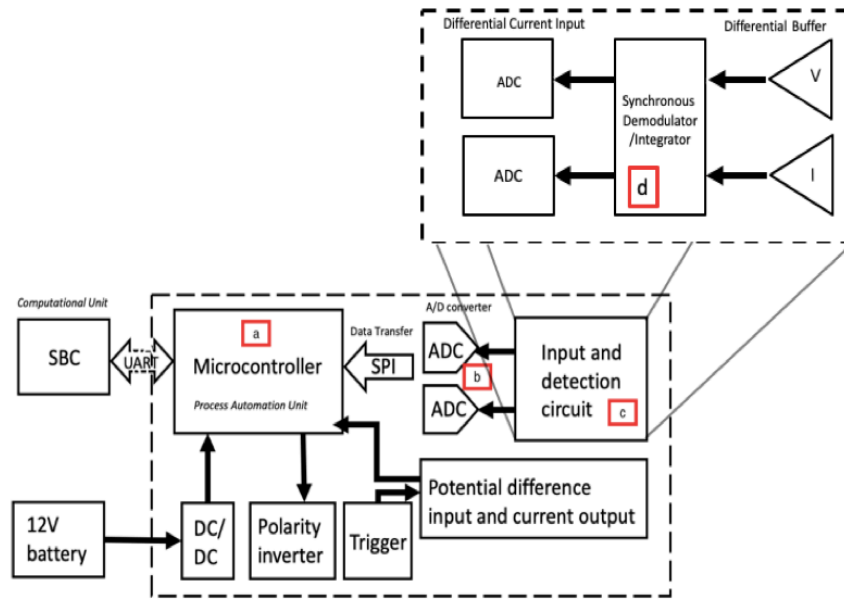 Differential Current Input
Differential Buffer
ADC
Synchronous
Demodulator
/Integrator
V
ADC
d
I
Computational Unit
SBC
UART
a
Microcontroller
Process Automation Unit
Data Transfer
SPI
A/D converter
ADC
b
ADC
Input and
detection
circuit
c
12V
battery
DC/
DC
Polarity
inverter
Trigger
Potential difference
input and current output